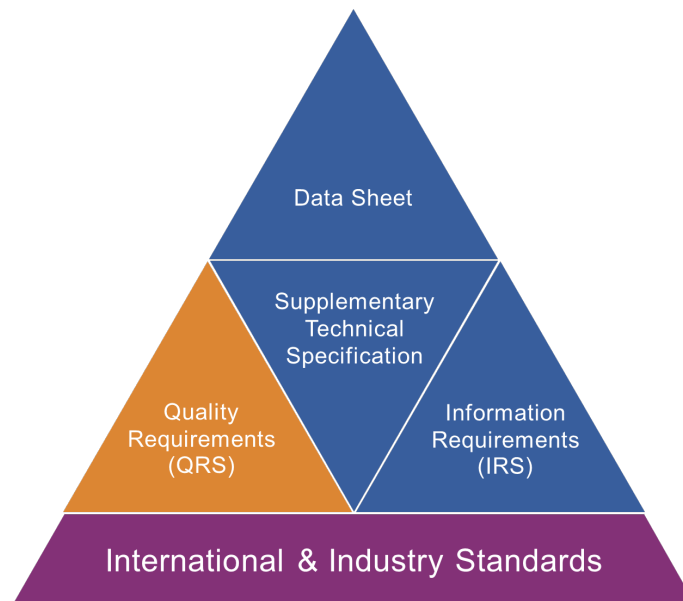 Data Sheet
Supplementary
Technical
Specification
Quality
Requirements
(QRS)
Information
Requirements
(IRS)
International & Industry Standards